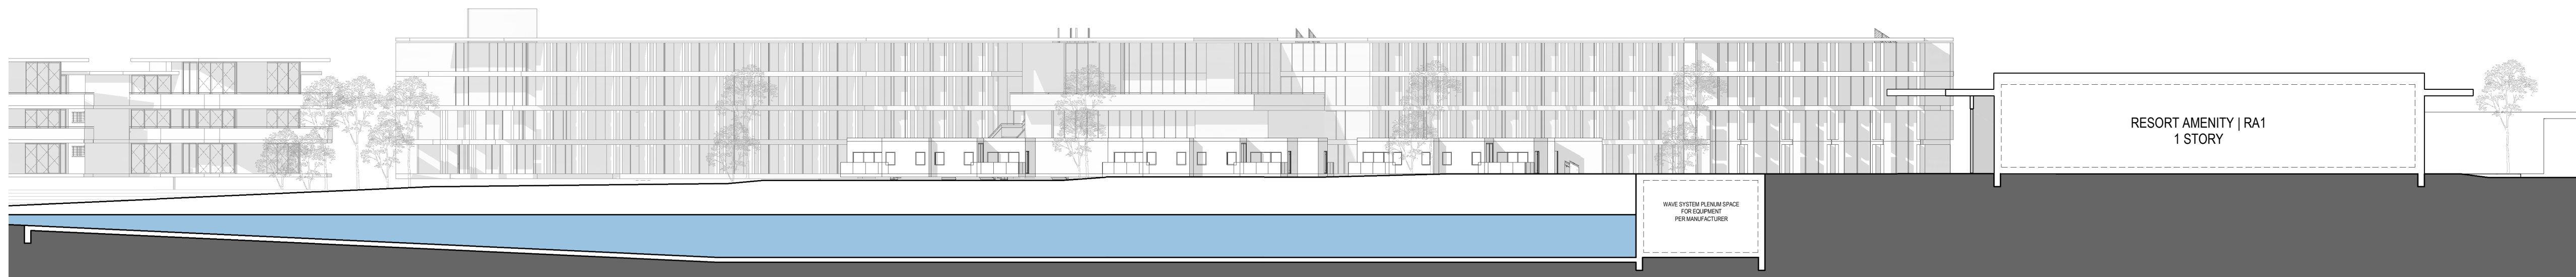 RESORT AMENITY | RA1
1 STORY
WAVE SYSTEM PLENUM SPACE
FOR EQUIPMENT
PER MANUFACTURER